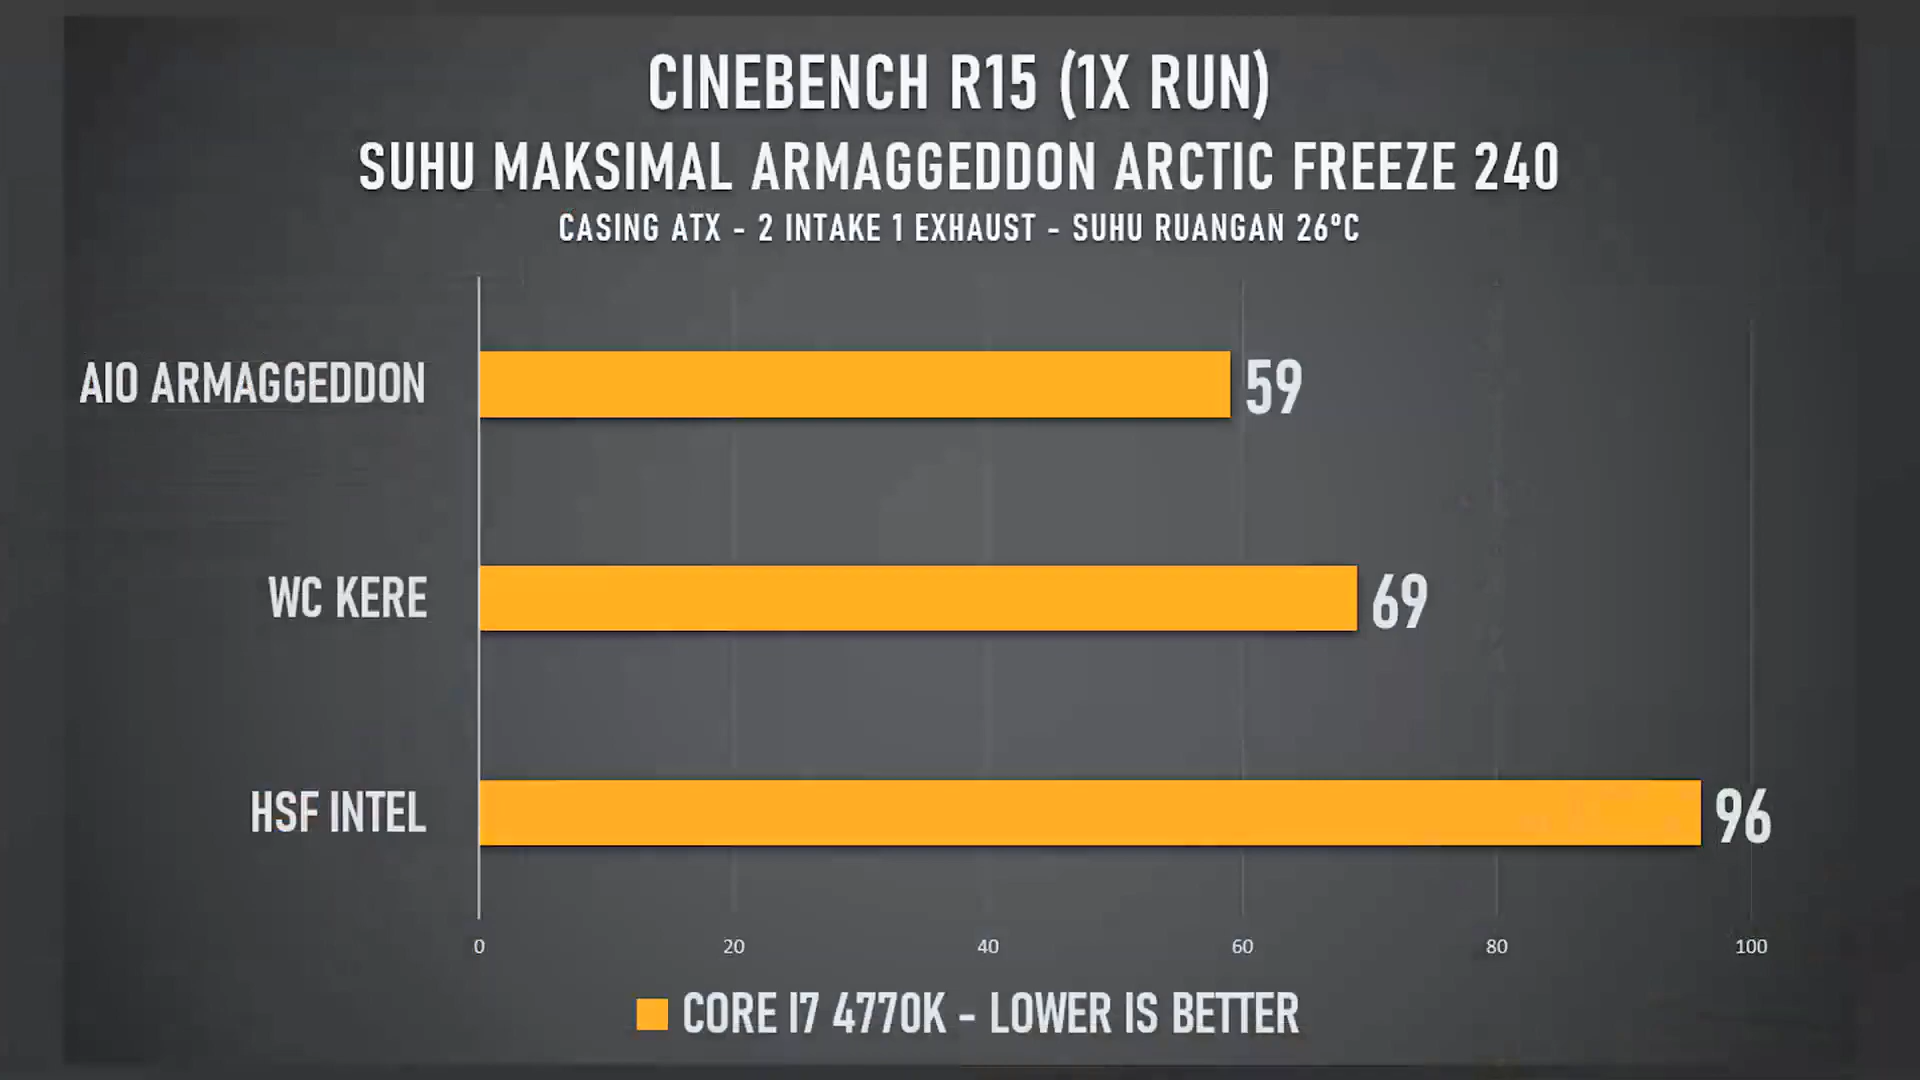 CINEBENCH R15 (1X RUN)
SUHU MAKSIMAL ARMAGGEDDON ARCTIC FREEZE 240
CASING ATX - 2 INTAKE 1 EXHAUST - SUHU RUANGAN 26ºC
AIO ARMAGGEDDON
59
WC KERE
69
HSF INTEL
96
0 20 40 60 80 100
CORE I7 4770K - LOWER IS BETTER